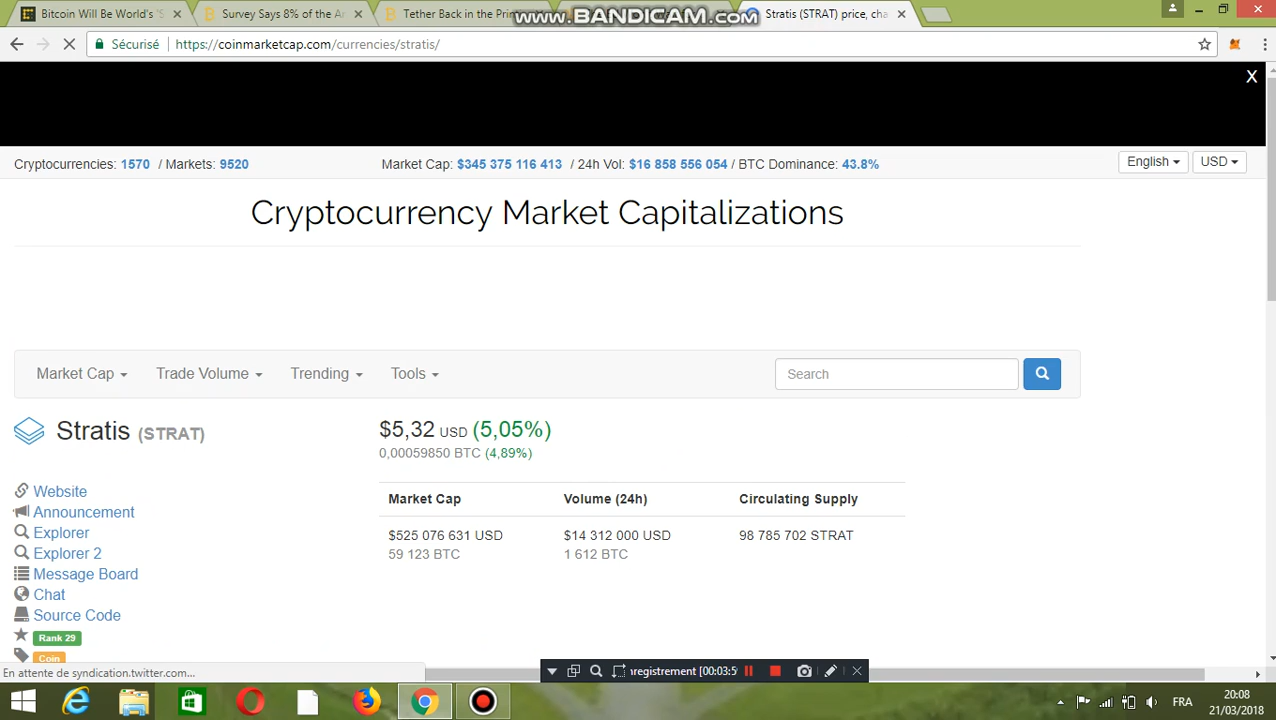 Bitcoin Will Be World's 'S
Survey Says 8% of the Am
Tether Back in the Prin
www.BANDICAM.com
Stratis (STRAT) price, cha
Sécurisé https://coinmarketcap.com/currencies/stratis/
X
Cryptocurrencies: 1570 / Markets: 9520
Market Cap: $345 375 116 413 / 24h Vol: $16 858 556 054 / BTC Dominance: 43.8%
English USD
Cryptocurrency Market Capitalizations
Market Cap Trade Volume Trending Tools Search
Stratis (STRAT)
$5,32 USD (5,05%)
0,00059850 BTC (4,89%)
Market Cap Volume (24h) Circulating Supply
$525 076 631 USD $14 312 000 USD 98 785 702 STRAT
59 123 BTC 1 612 BTC
Website
Announcement
Explorer
Explorer 2
Message Board
Chat
Source Code
Rank 29
Coin
En attente de syndication.twitter.com...
nregistrement [00:03:5
FRA
20:08
21/03/2018